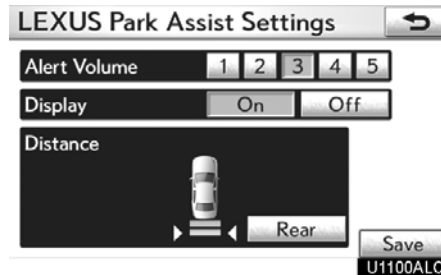 LEXUS Park Assist Settings
Alert Volume 1 2 3 4 5
Display On Off
Distance
Rear
Save
U1100ALC